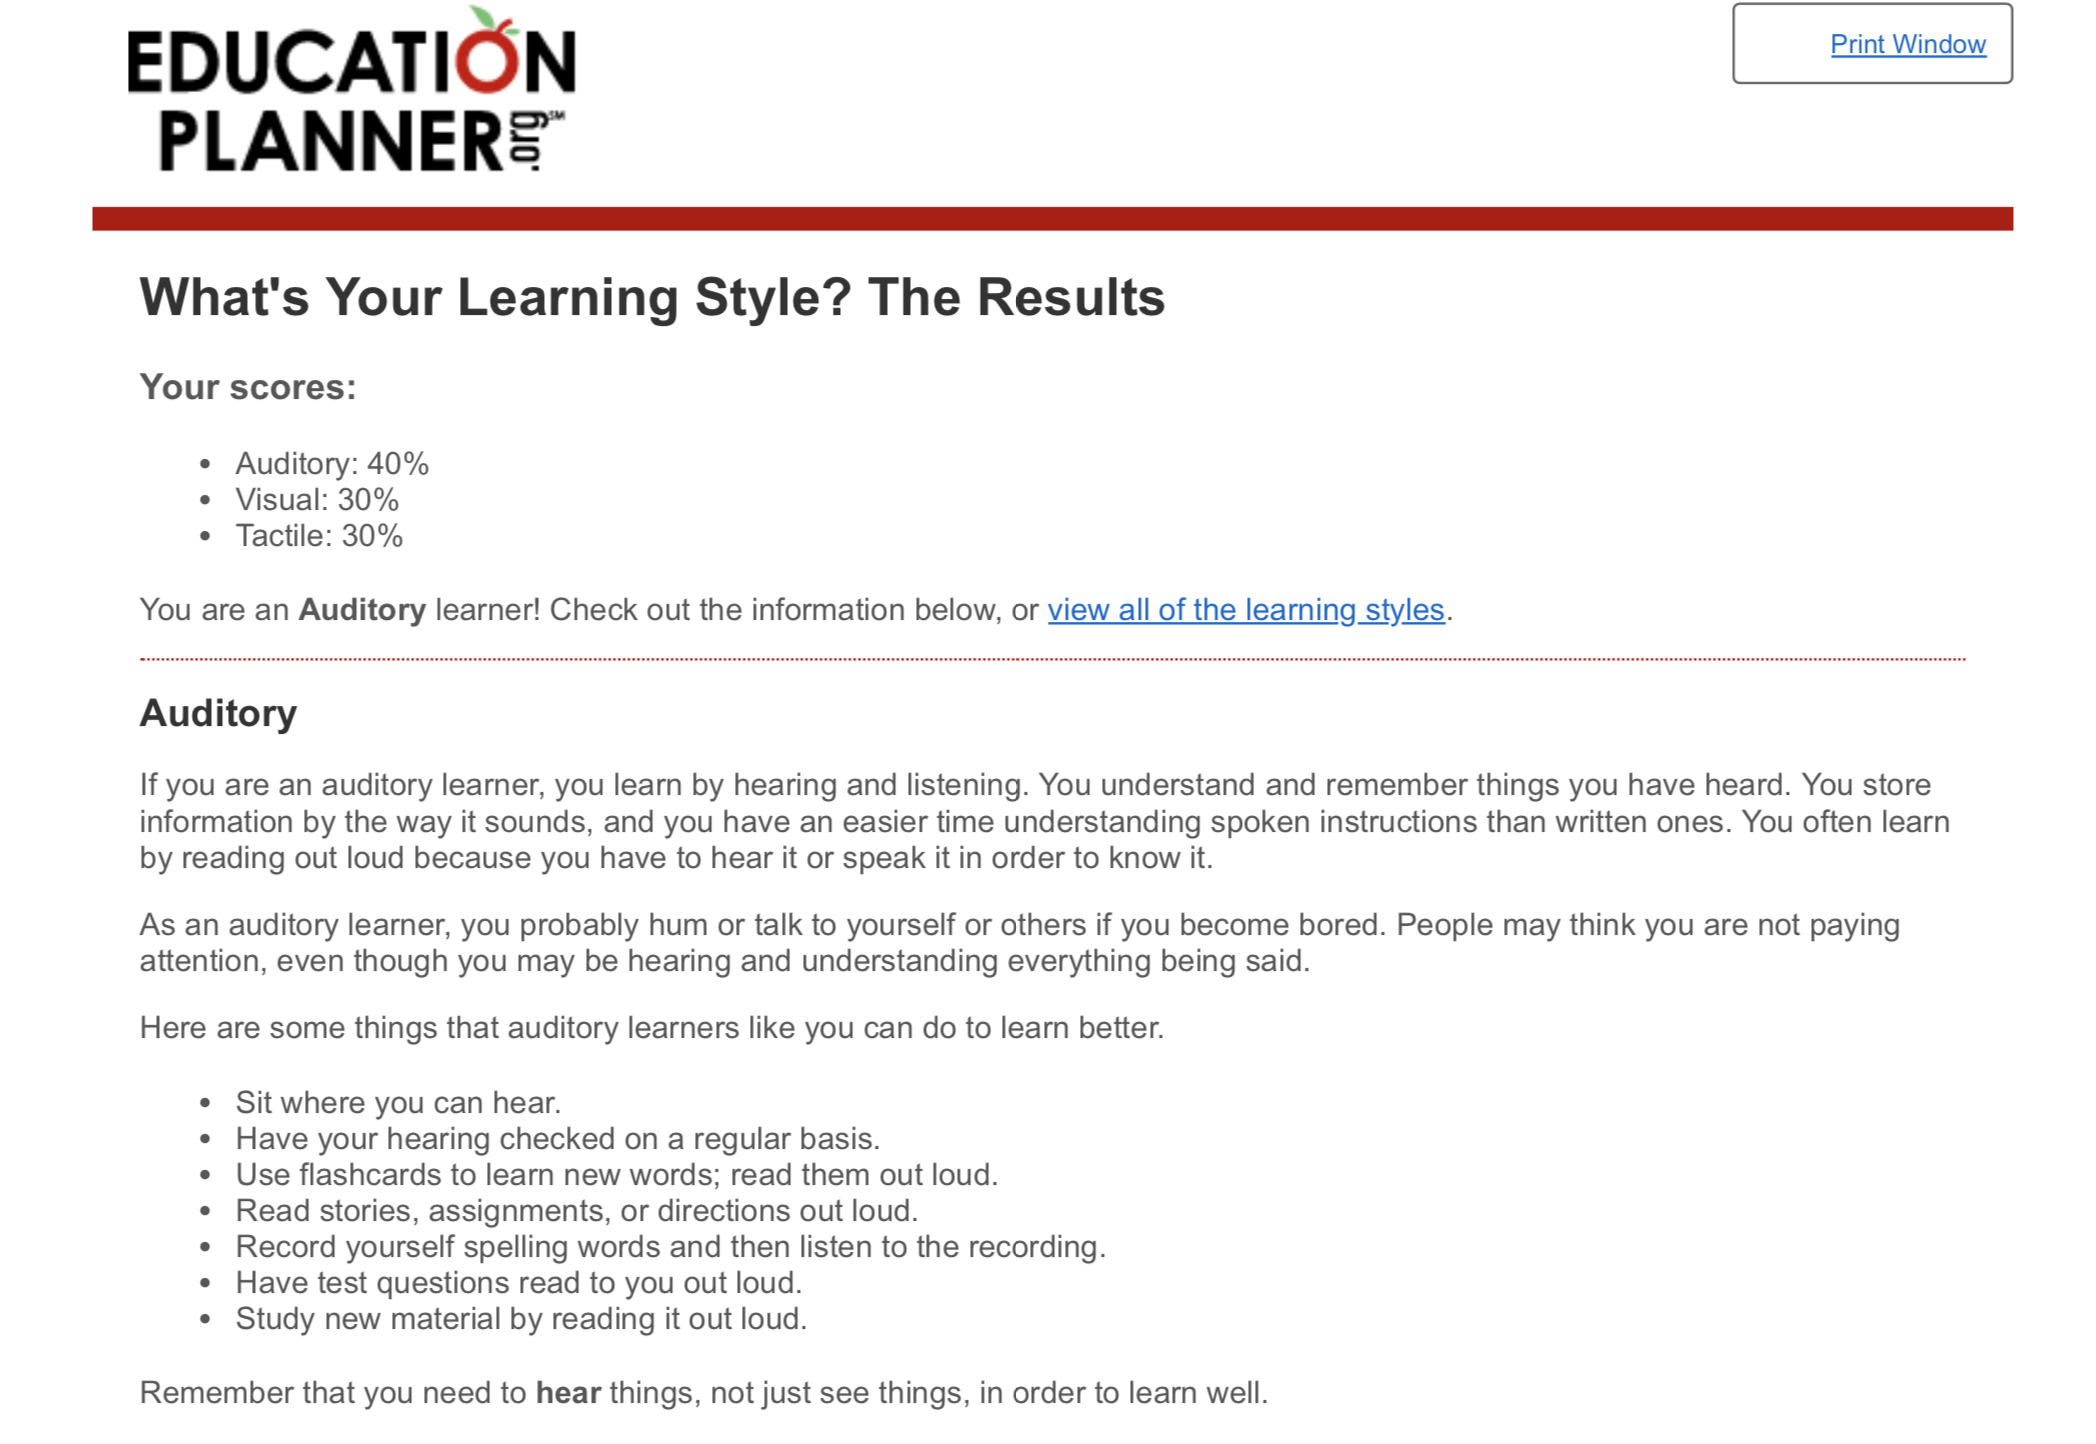 EDUCATION
PLANNER.org℠
Print Window
What's Your Learning Style? The Results
Your scores:
• Auditory: 40%
• Visual: 30%
• Tactile: 30%
You are an Auditory learner! Check out the information below, or view all of the learning styles.
Auditory
If you are an auditory learner, you learn by hearing and listening. You understand and remember things you have heard. You store
information by the way it sounds, and you have an easier time understanding spoken instructions than written ones. You often learn
by reading out loud because you have to hear it or speak it in order to know it.
As an auditory learner, you probably hum or talk to yourself or others if you become bored. People may think you are not paying
attention, even though you may be hearing and understanding everything being said.
Here are some things that auditory learners like you can do to learn better.
• Sit where you can hear.
• Have your hearing checked on a regular basis.
• Use flashcards to learn new words; read them out loud.
• Read stories, assignments, or directions out loud.
• Record yourself spelling words and then listen to the recording.
• Have test questions read to you out loud.
• Study new material by reading it out loud.
Remember that you need to hear things, not just see things, in order to learn well.